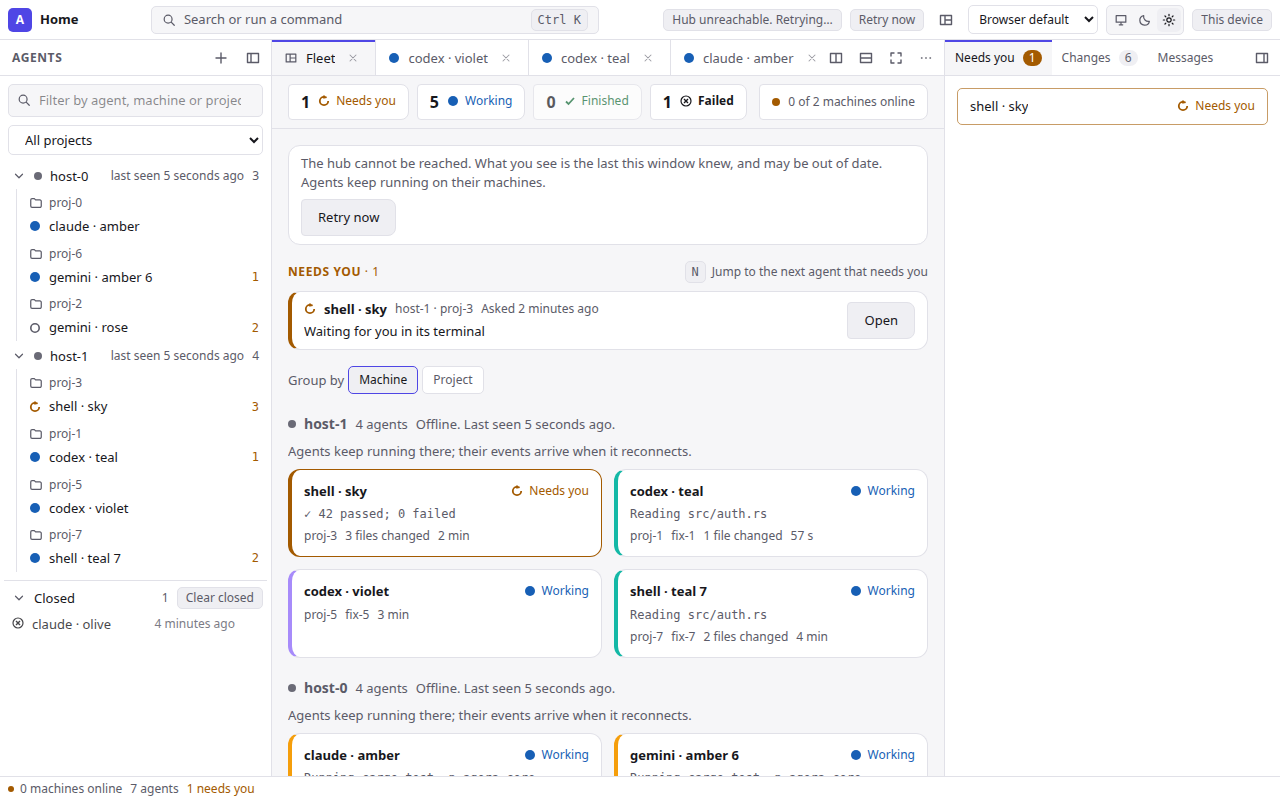 A Home
Search or run a command Ctrl K
Hub unreachable. Retrying... Retry now
Browser default
This device
AGENTS
Filter by agent, machine or projec
All projects
host-0 last seen 5 seconds ago 3
proj-0
claude · amber
proj-6
gemini · amber 6 1
proj-2
gemini · rose 2
host-1 last seen 5 seconds ago 4
proj-3
shell · sky 3
proj-1
codex · teal 1
proj-5
codex · violet
proj-7
shell · teal 7 2
Closed 1 Clear closed
claude · olive 4 minutes ago
Fleet
codex · violet
codex · teal
claude · amber
1 Needs you
5 Working
0 Finished
1 Failed
0 of 2 machines online
The hub cannot be reached. What you see is the last this window knew, and may be out of date.
Agents keep running on their machines.
Retry now
NEEDS YOU · 1
N Jump to the next agent that needs you
shell · sky host-1 · proj-3 Asked 2 minutes ago
Waiting for you in its terminal
Open
Group by Machine Project
host-1 4 agents Offline. Last seen 5 seconds ago.
Agents keep running there; their events arrive when it reconnects.
shell · sky Needs you
✓ 42 passed; 0 failed
proj-3 3 files changed 2 min
codex · teal Working
Reading src/auth.rs
proj-1 fix-1 1 file changed 57 s
codex · violet Working
proj-5 fix-5 3 min
shell · teal 7 Working
Reading src/auth.rs
proj-7 fix-7 2 files changed 4 min
host-0 4 agents Offline. Last seen 5 seconds ago.
Agents keep running there; their events arrive when it reconnects.
claude · amber Working
gemini · amber 6 Working
Needs you 1
Changes 6
Messages
shell · sky Needs you
0 machines online 7 agents 1 needs you